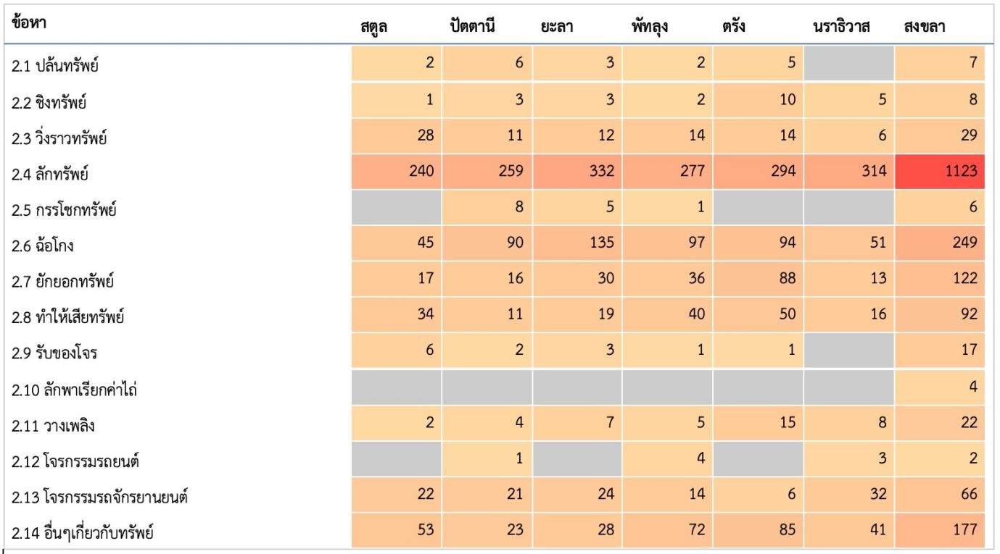 ข้อหา สตูล ปัตตานี ยะลา พัทลุง ตรัง นราธิวาส สงขลา
2.1 ปล้นทรัพย์ 2 6 3 2 5 7
2.2 ชิงทรัพย์ 1 3 3 2 10 5 8
2.3 วิ่งราวทรัพย์ 28 11 12 14 14 6 29
2.4 ลักทรัพย์ 240 259 332 277 294 314 1123
2.5 กรรโชกทรัพย์ 8 5 1 6
2.6 ฉ้อโกง 45 90 135 97 94 51 249
2.7 ยักยอกทรัพย์ 17 16 30 36 88 13 122
2.8 ทำให้เสียทรัพย์ 34 11 19 40 50 16 92
2.9 รับของโจร 6 2 3 1 1 17
2.10 ลักพาเรียกค่าไถ่ 4
2.11 วางเพลิง 2 4 7 5 15 8 22
2.12 โจรกรรมรถยนต์ 1 4 3 2
2.13 โจรกรรมรถจักรยานยนต์ 22 21 24 14 6 32 66
2.14 อื่นๆเกี่ยวกับทรัพย์ 53 23 28 72 85 41 177